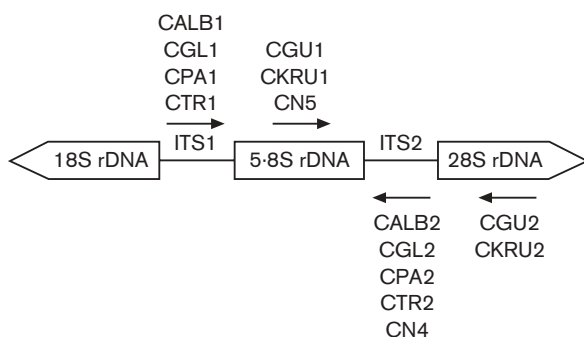 CALB1
CGL1
CPA1
CTR1
CGU1
CKRU1
CN5
ITS1
ITS2
18S rDNA
5·8S rDNA
28S rDNA
CALB2
CGL2
CPA2
CTR2
CN4
CGU2
CKRU2